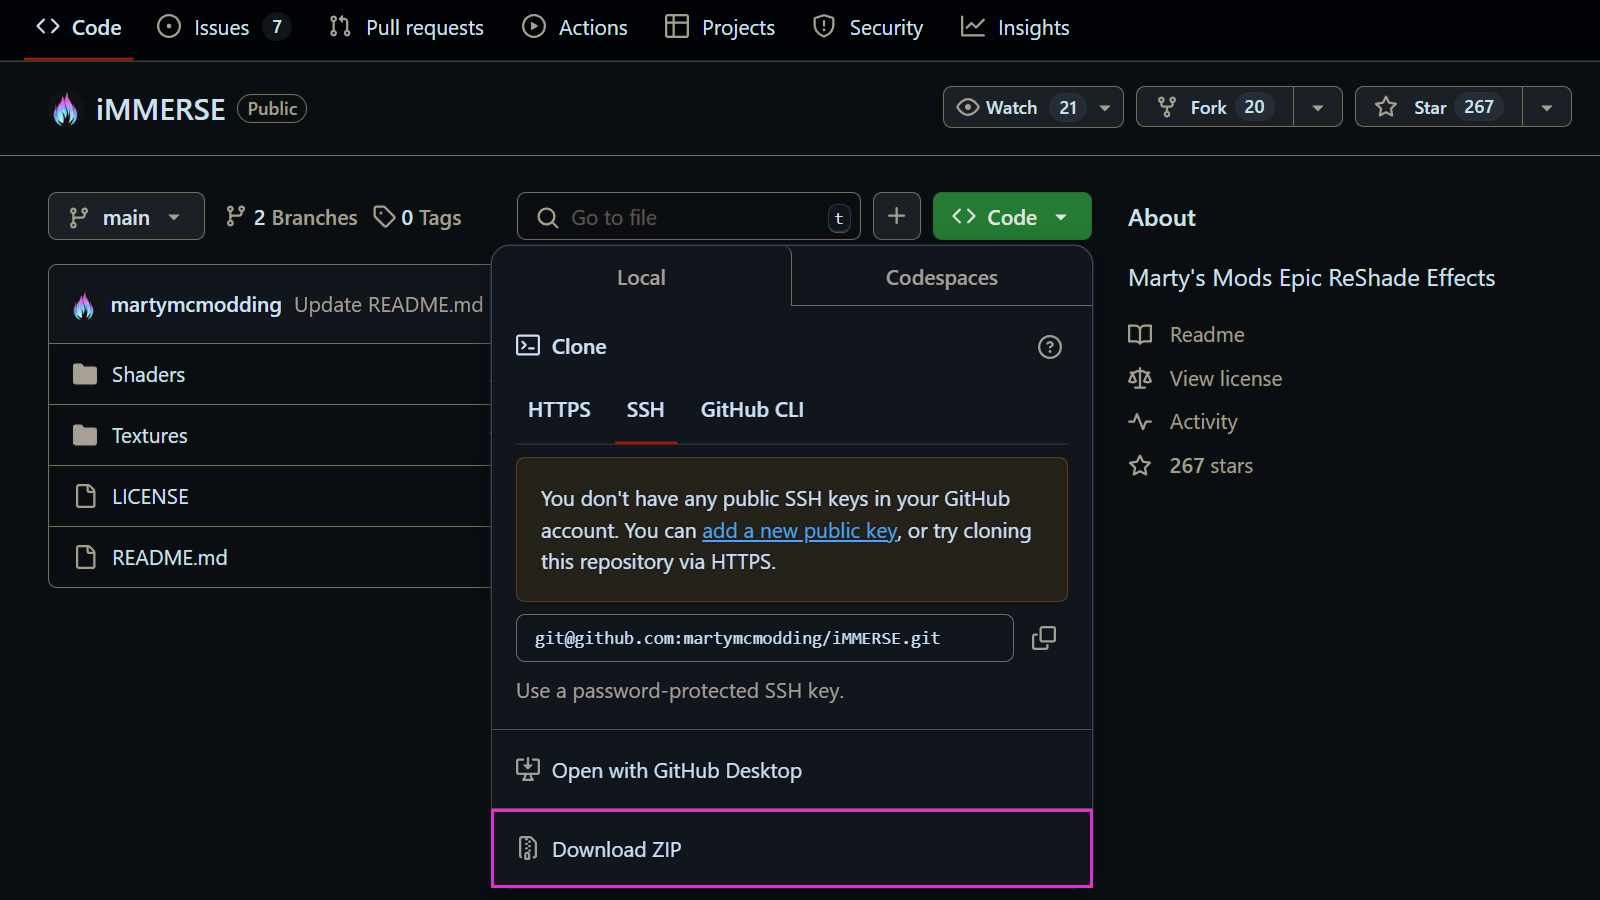 Code Issues 7 Pull requests Actions Projects Security Insights
iMMERSE Public Watch 21 Fork 20 Star 267
main 2 Branches 0 Tags Go to file t + Code About
Local Codespaces
Marty's Mods Epic ReShade Effects
martymcmodding Update README.md
Clone
Readme
Shaders
View license
HTTPS SSH GitHub CLI
Activity
Textures
267 stars
LICENSE
You don't have any public SSH keys in your GitHub
account. You can add a new public key, or try cloning
this repository via HTTPS.
README.md
git@github.com:martymcmodding/iMMERSE.git
Use a password-protected SSH key.
Open with GitHub Desktop
Download ZIP